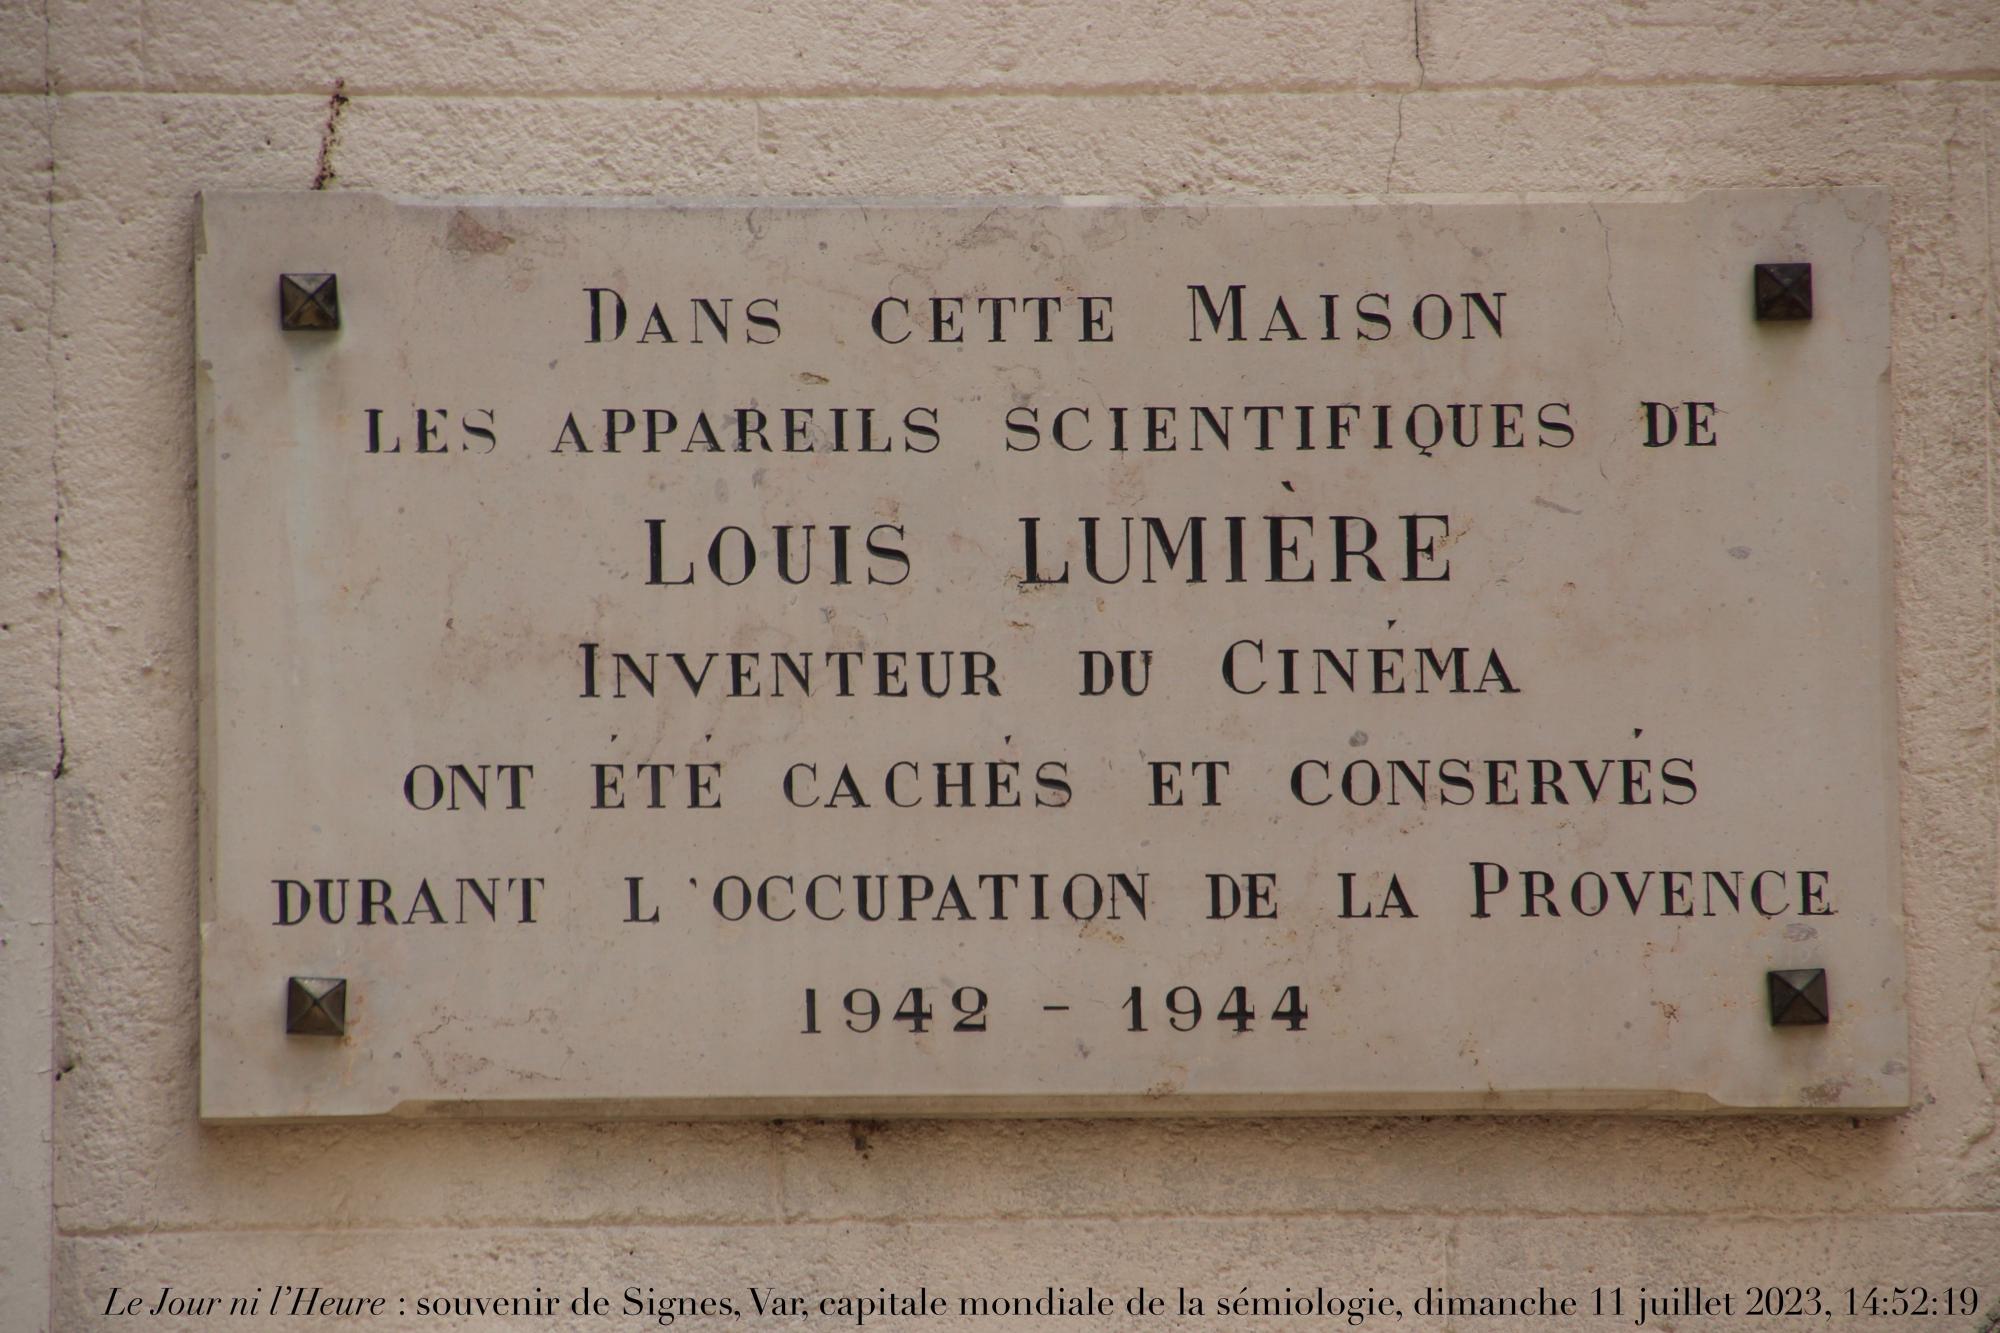 DANS CETTE MAISON
LES APPAREILS SCIENTIFIQUES DE
LOUIS LUMIÈRE
INVENTEUR DU CINÉMA
ONT ÉTÉ CACHÉS ET CONSERVÉS
DURANT L'OCCUPATION DE LA PROVENCE
1942 - 1944
Le Jour ni l'Heure : souvenir de Signes, Var, capitale mondiale de la sémiologie, dimanche 11 juillet 2023, 14:52:19